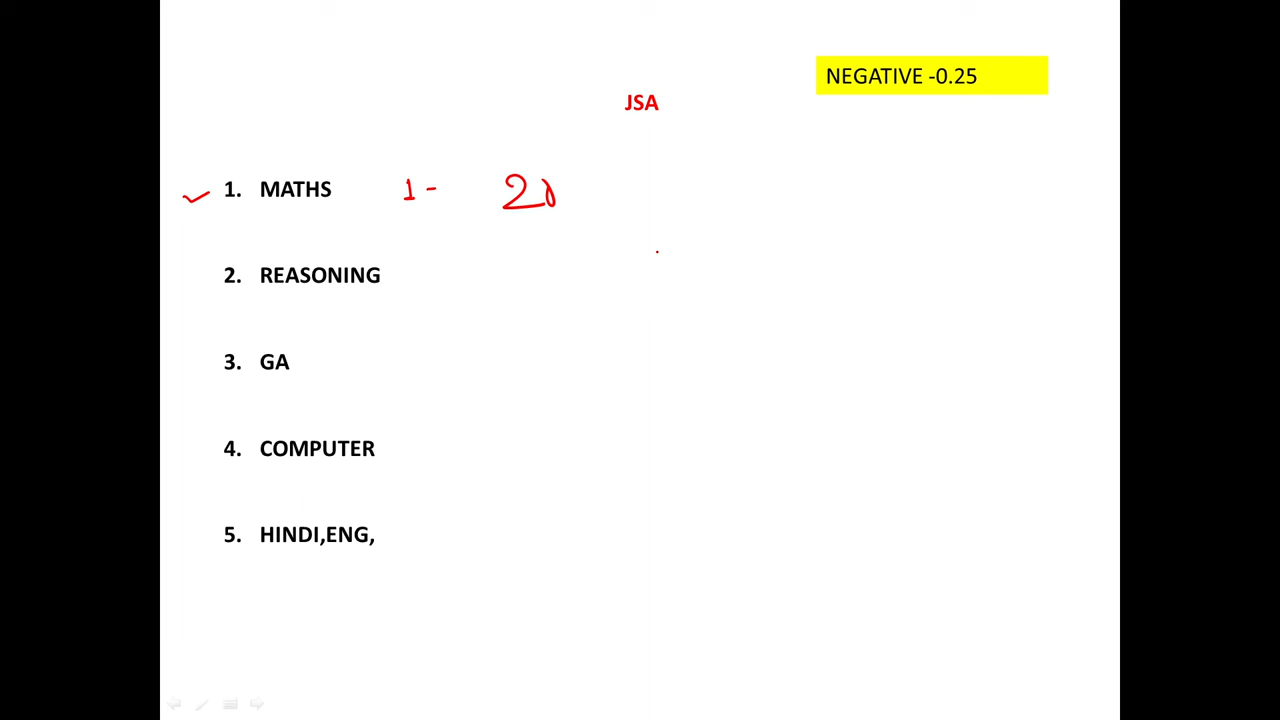 NEGATIVE -0.25
JSA
1. MATHS 1- 20
2. REASONING
3. GA
4. COMPUTER
5. HINDI,ENG,